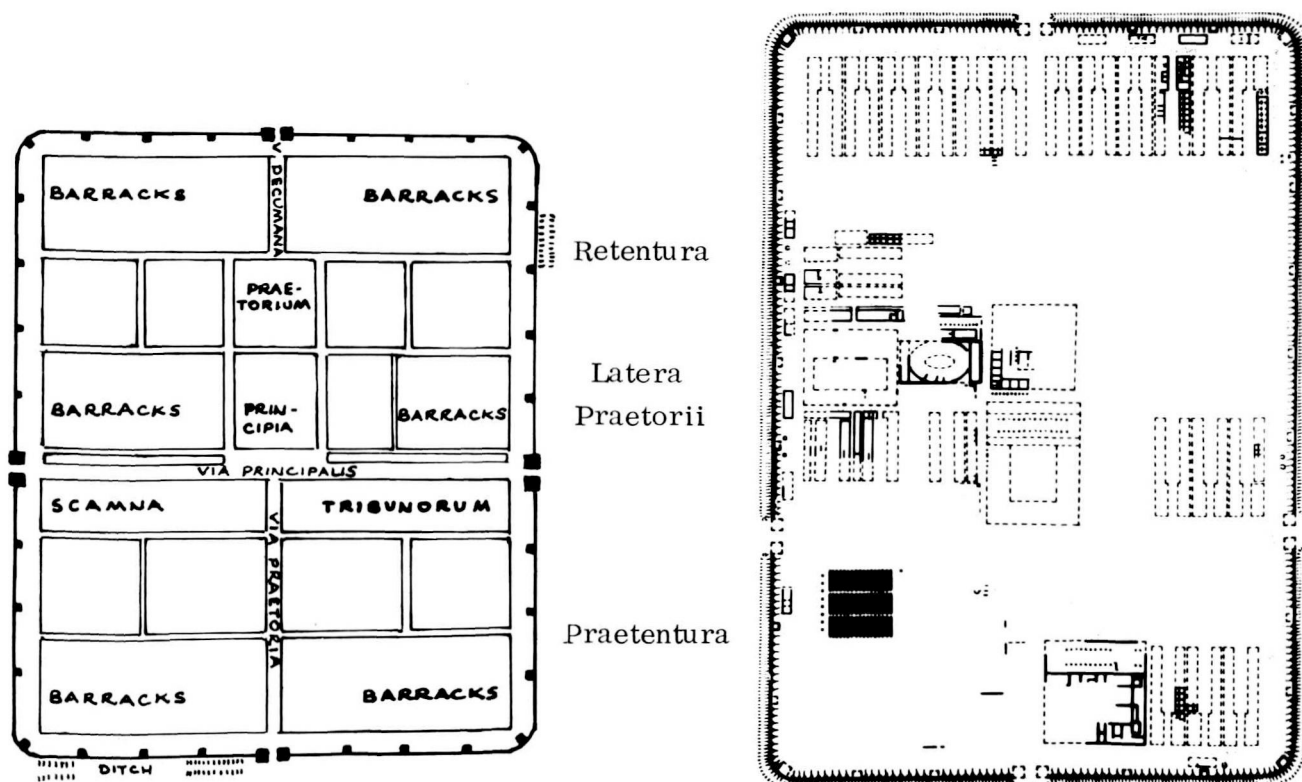 BARRACKS
BARRACKS
V. DECUMANA
PRAE-
TORIUM
BARRACKS
PRIN-
CIPIA
BARRACKS
VIA PRINCIPALIS
SCAMNA
TRIBUNORUM
VIA PRAETORIA
BARRACKS
BARRACKS
DITCH
Retentura
Latera
Praetorii
Praetentura